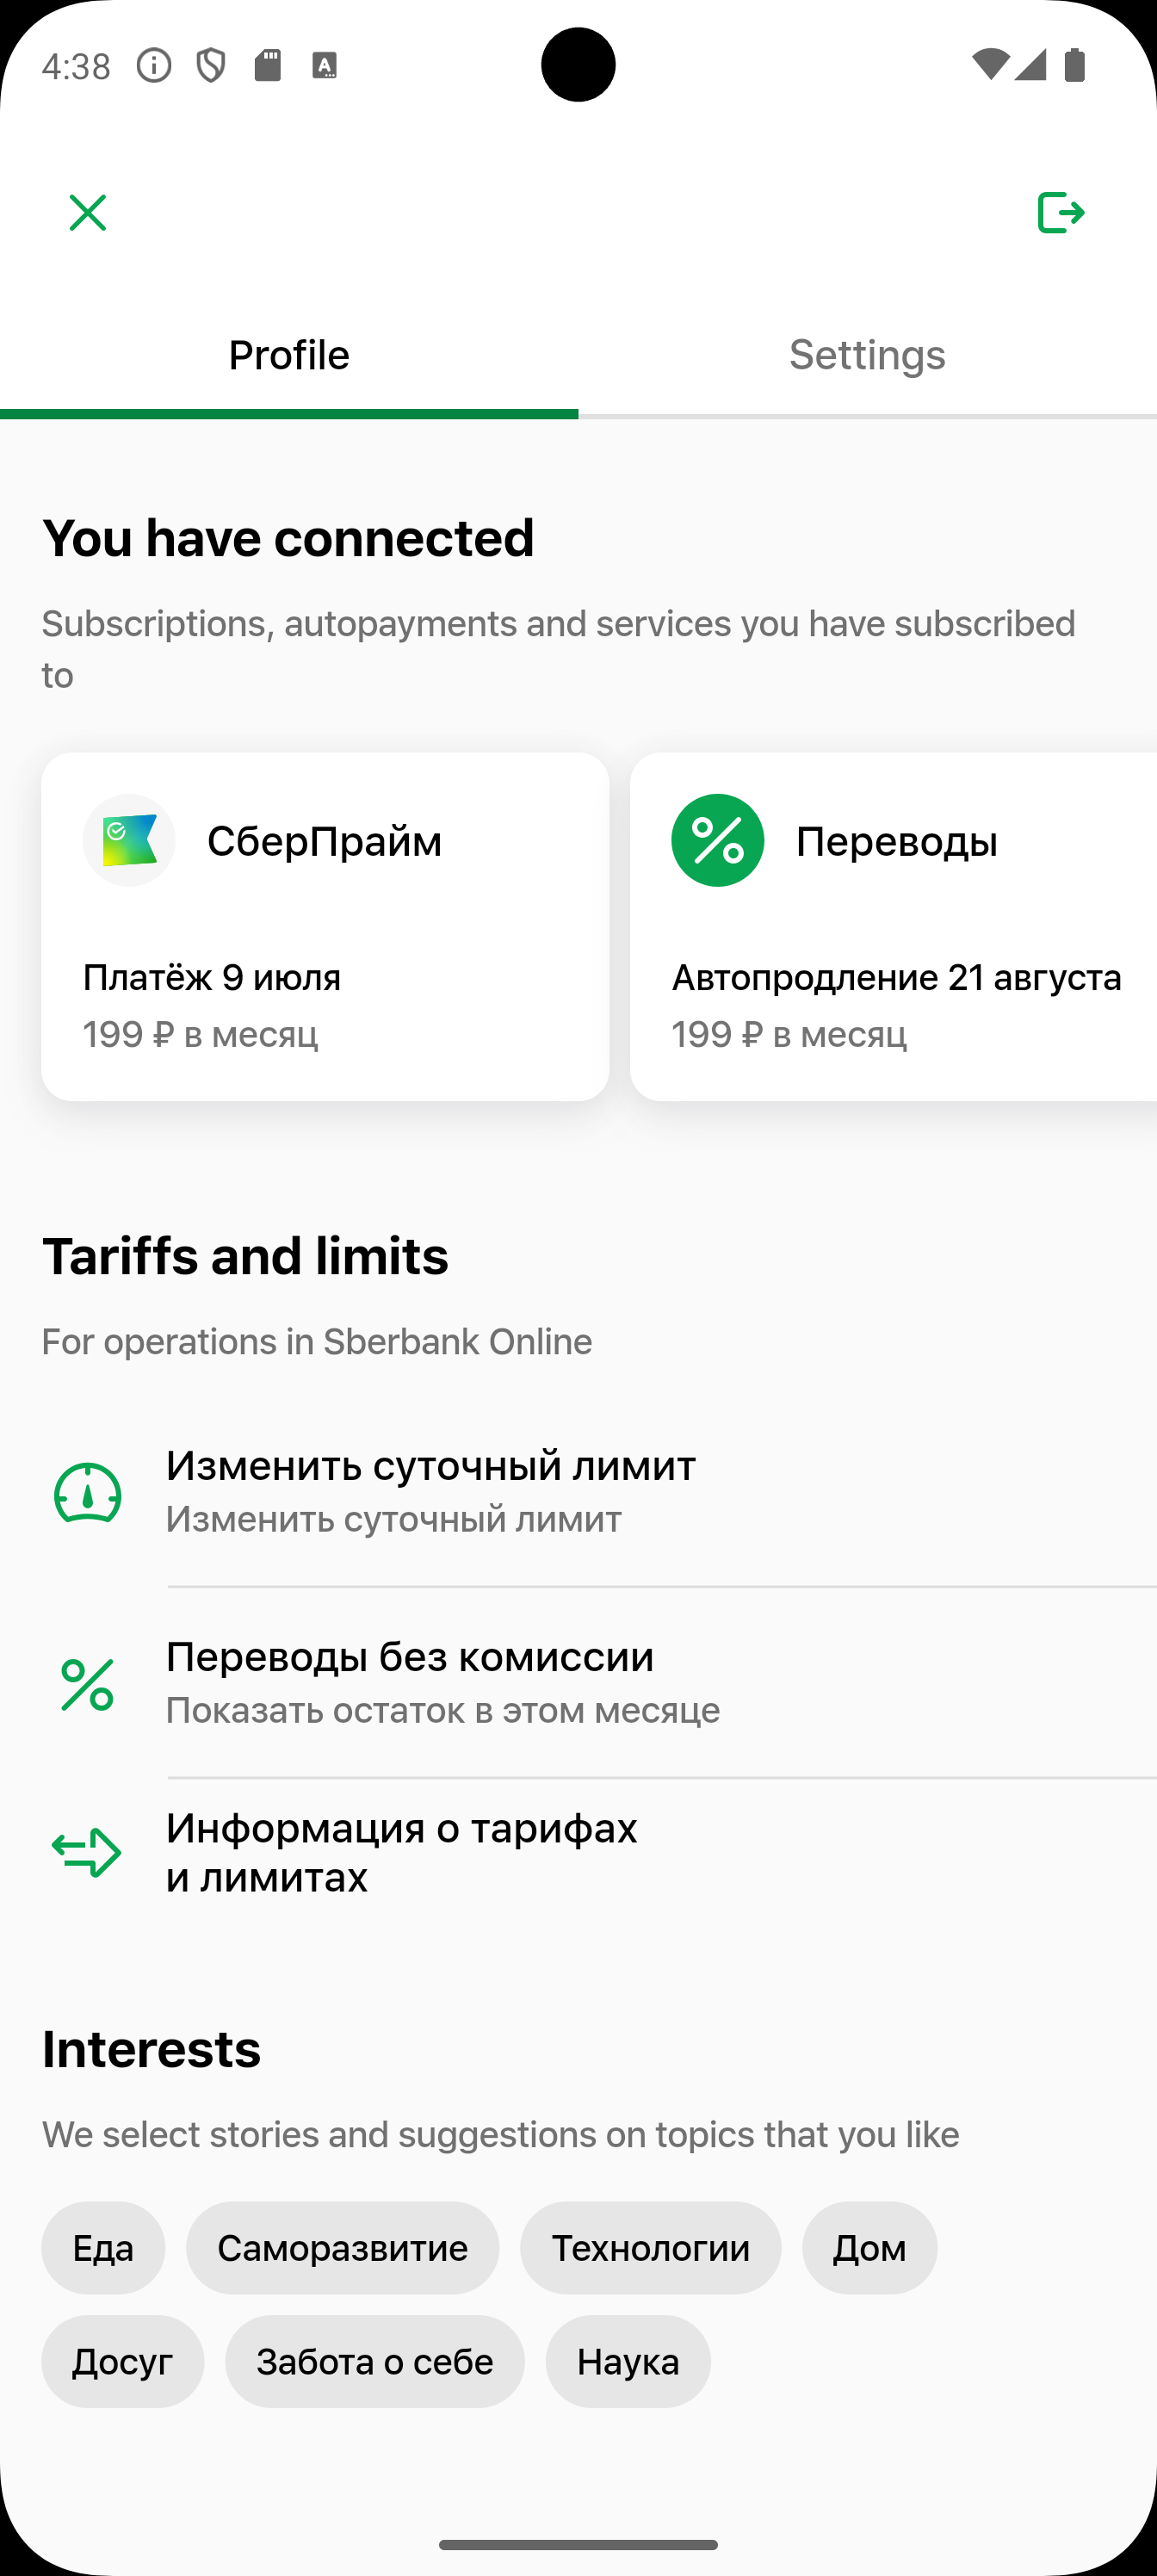 4:38
Profile
Settings
You have connected
Subscriptions, autopayments and services you have subscribed
to
СберПрайм
Платёж 9 июля
199 ₽ в месяц
Переводы
Автопродление 21 августа
199 ₽ в месяц
Tariffs and limits
For operations in Sberbank Online
Изменить суточный лимит
Изменить суточный лимит
Переводы без комиссии
Показать остаток в этом месяце
Информация о тарифах
и лимитах
Interests
We select stories and suggestions on topics that you like
Еда Саморазвитие Технологии Дом
Досуг Забота о себе Наука